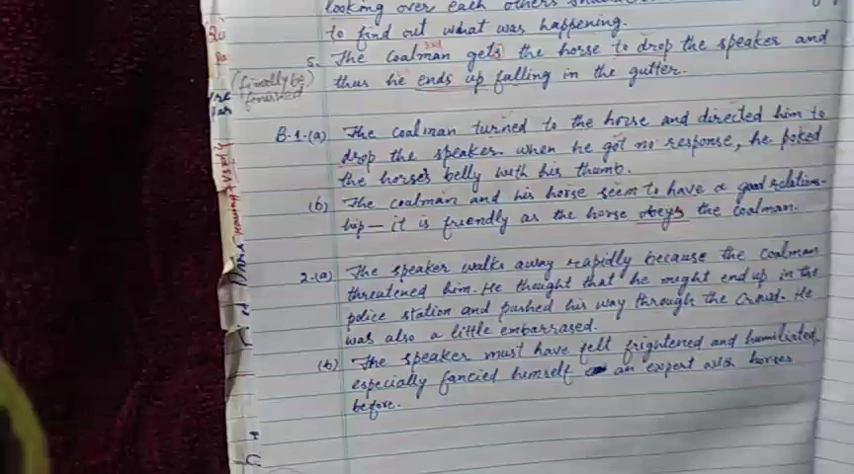 looking over each others
to find out what was happening.
5. The Coalman gets the horse to drop the speaker and
(finally be) thus he ends up falling in the gutter.
B.1.(a) The coalman turned to the horse and directed him to
drop the speaker. when he got no response, he poked
the horse's belly with his thumb.
(b) The coalman and his horse seem to have a good relations-
hip — it is friendly as the horse obeys the coalman.
2.(a) The speaker walks away rapidly because the coalman
threatened him. He thought that he might end up in the
police station and pushed his way through the crowd. He
was also a little embarrased.
(b) The speaker must have felt frightened and humiliated,
especially fancied himself an expert with horses
before.